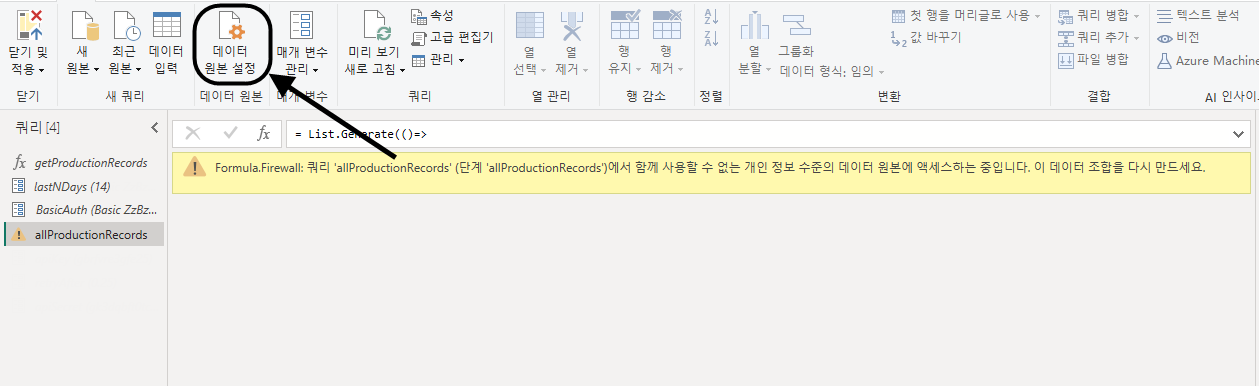 닫기 및
적용
새
원본
최근
원본
데이터
입력
데이터
원본 설정
매개 변수
관리
미리 보기
새로 고침
속성
고급 편집기
관리
열
선택
열
제거
행
유지
행
제거
열
분할
그룹화
데이터 형식: 임의
첫 행을 머리글로 사용
값 바꾸기
쿼리 병합
쿼리 추가
파일 병합
텍스트 분석
비전
Azure Machine
닫기
새 쿼리
데이터 원본
매개 변수
쿼리
열 관리
행 감소
정렬
변환
결합
AI 인사이
쿼리 [4]
fx
= List.Generate(()=>
fx getProductionRecords
lastNDays (14)
BasicAuth (Basic ZzBz...
allProductionRecords
Formula.Firewall: 쿼리 'allProductionRecords' (단계 'allProductionRecords')에서 함께 사용할 수 없는 개인 정보 수준의 데이터 원본에 액세스하는 중입니다. 이 데이터 조합을 다시 만드세요.